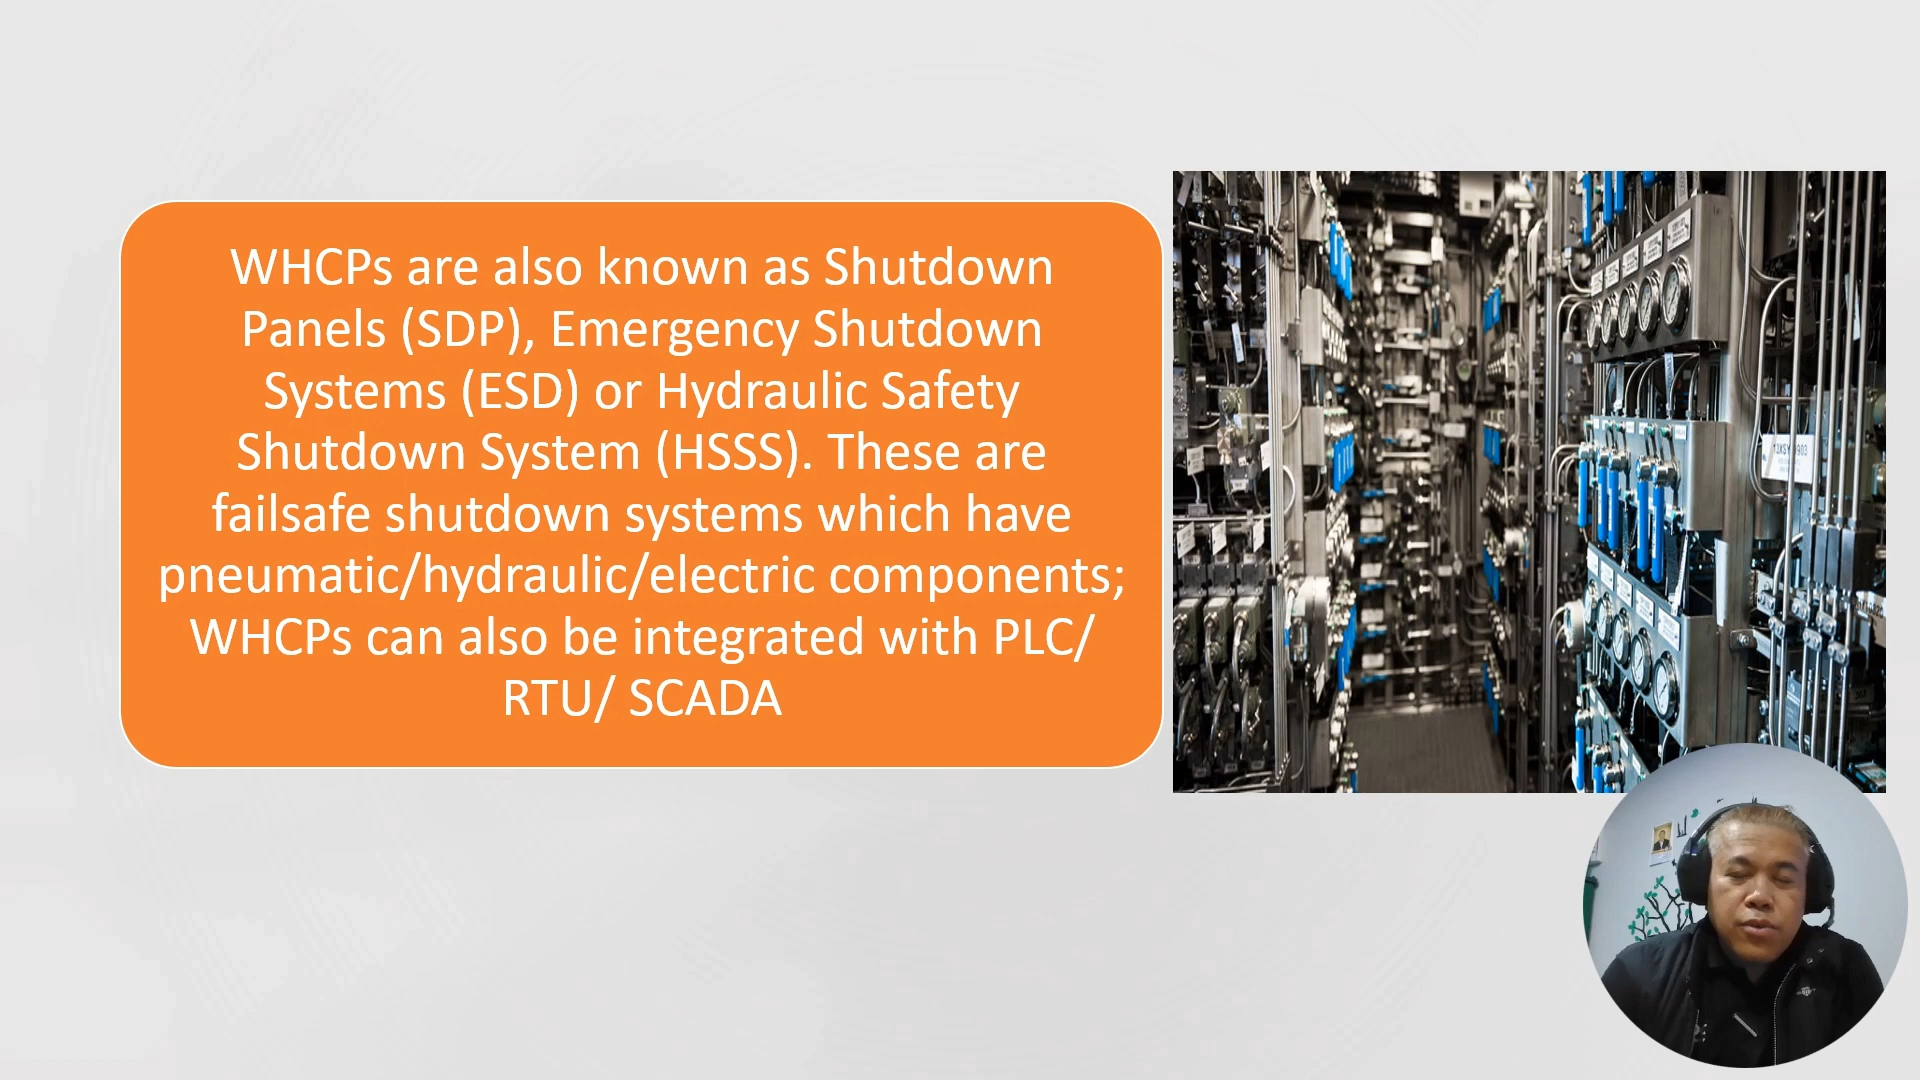 WHCPs are also known as Shutdown
Panels (SDP), Emergency Shutdown
Systems (ESD) or Hydraulic Safety
Shutdown System (HSSS). These are
failsafe shutdown systems which have
pneumatic/hydraulic/electric components;
WHCPs can also be integrated with PLC/
RTU/ SCADA